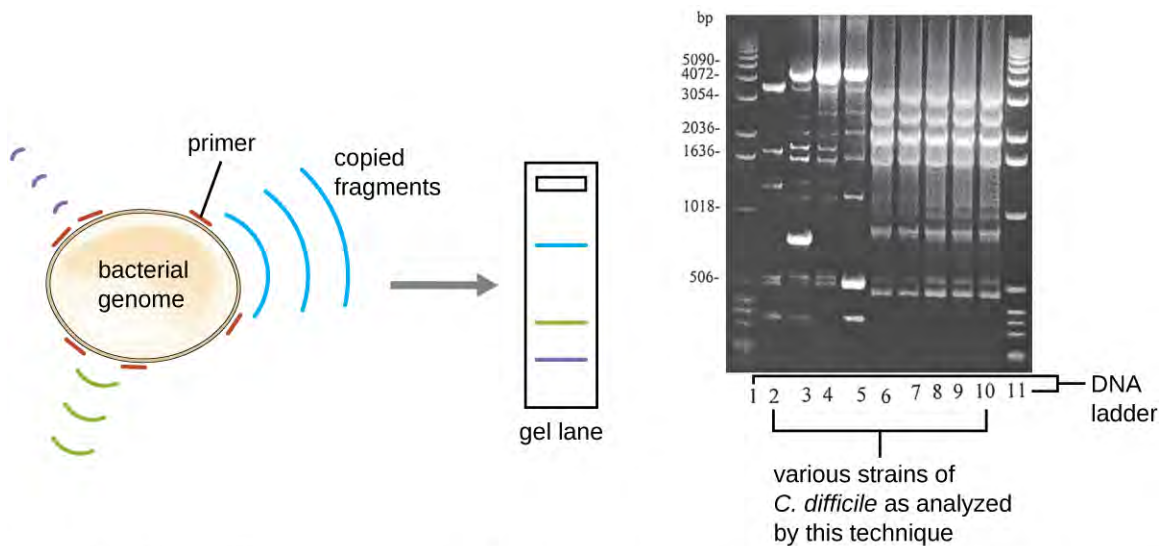 primer
copied
fragments
bacterial
genome
gel lane
bp
5090-
4072-
3054-
2036-
1636-
1018-
506-
1 2 3 4 5 6 7 8 9 10 11
DNA
ladder
various strains of
C. difficile as analyzed
by this technique